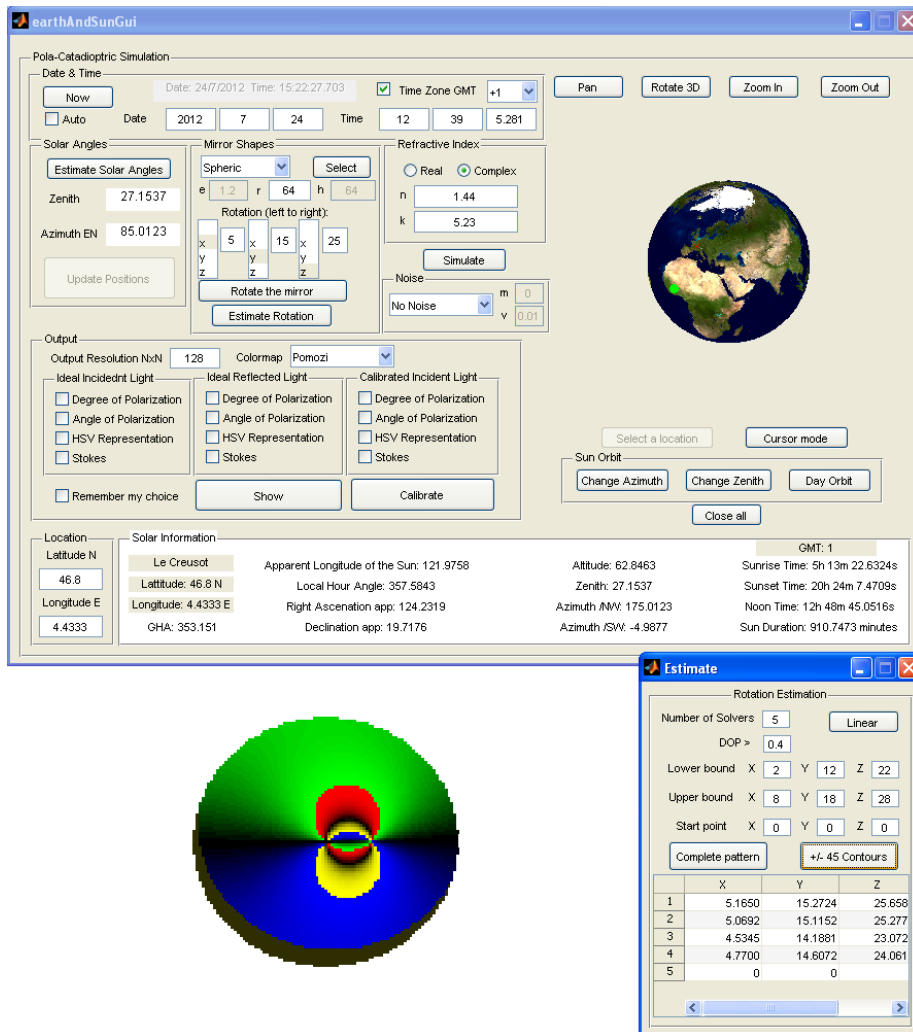 earthAndSunGui
Pola-Catadioptric Simulation
Date & Time
Now
Date: 24/7/2012 Time: 15:22:27.703
Time Zone GMT
+1
Auto
Date
2012
7
24
Time
12
39
5.281
Pan
Rotate 3D
Zoom In
Zoom Out
Solar Angles
Estimate Solar Angles
Zenith
27.1537
Azimuth EN
85.0123
Update Positions
Mirror Shapes
Spheric
Select
e
1.2
r
64
h
64
Rotation (left to right):
x
y
z
5
x
y
z
15
x
y
z
25
Rotate the mirror
Estimate Rotation
Refractive Index
Real
Complex
n
1.44
k
5.23
Simulate
Noise
No Noise
m
0
v
0.01
Output
Output Resolution NxN
128
Colormap
Pomozi
Ideal Incidednt Light
Degree of Polarization
Angle of Polarization
HSV Representation
Stokes
Ideal Reflected Light
Degree of Polarization
Angle of Polarization
HSV Representation
Stokes
Calibrated Incident Light
Degree of Polarization
Angle of Polarization
HSV Representation
Stokes
Remember my choice
Show
Calibrate
Select a location
Cursor mode
Sun Orbit
Change Azimuth
Change Zenith
Day Orbit
Close all
Location
Latitude N
46.8
Longitude E
4.4333
Solar Information
Le Creusot
Lattitude: 46.8 N
Longitude: 4.4333 E
GHA: 353.151
Apparent Longitude of the Sun: 121.9758
Local Hour Angle: 357.5843
Right Ascenation app: 124.2319
Declination app: 19.7176
Altitude: 62.8463
Zenith: 27.1537
Azimuth /NW: 175.0123
Azimuth /SW: -4.9877
GMT: 1
Sunrise Time: 5h 13m 22.6324s
Sunset Time: 20h 24m 7.4709s
Noon Time: 12h 48m 45.0516s
Sun Duration: 910.7473 minutes
Estimate
Rotation Estimation
Number of Solvers
5
Linear
DOP >
0.4
Lower bound X 2 Y 12 Z 22
Upper bound X 8 Y 18 Z 28
Start point X 0 Y 0 Z 0
Complete pattern
+/- 45 Contours
X Y Z
1 5.1650 15.2724 25.658
2 5.0692 15.1152 25.277
3 4.5345 14.1881 23.072
4 4.7700 14.6072 24.061
5 0 0